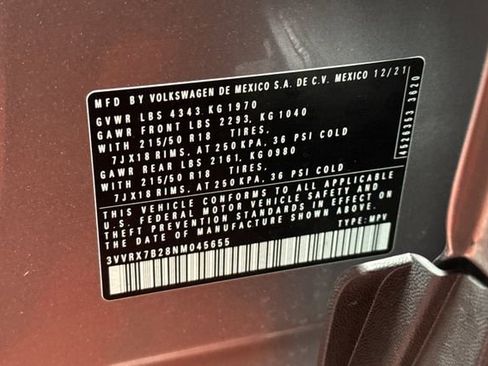 MFD BY VOLKSWAGEN DE MEXICO S.A. DE C.V. MEXICO 12/21
GVWR LBS 4343 KG 1970
GAWR FRONT LBS 2293, KG 1040
WITH 215/50 R18 TIRES.
7JX18 RIMS, AT 250 KPA, 36 PSI COLD
GAWR REAR LBS 2161, KG 0980
WITH 215/50 R18 TIRES.
7JX18 RIMS, AT 250 KPA, 36 PSI COLD
THIS VEHICLE CONFORMS TO ALL APPLICABLE
U.S. FEDERAL MOTOR VEHICLE SAFETY AND
THEFT PREVENTION STANDARDS IN EFFECT ON
THE DATE OF MANUFACTURE SHOWN ABOVE.
3VVRX7B28NM045655 TYPE: MPV
3620